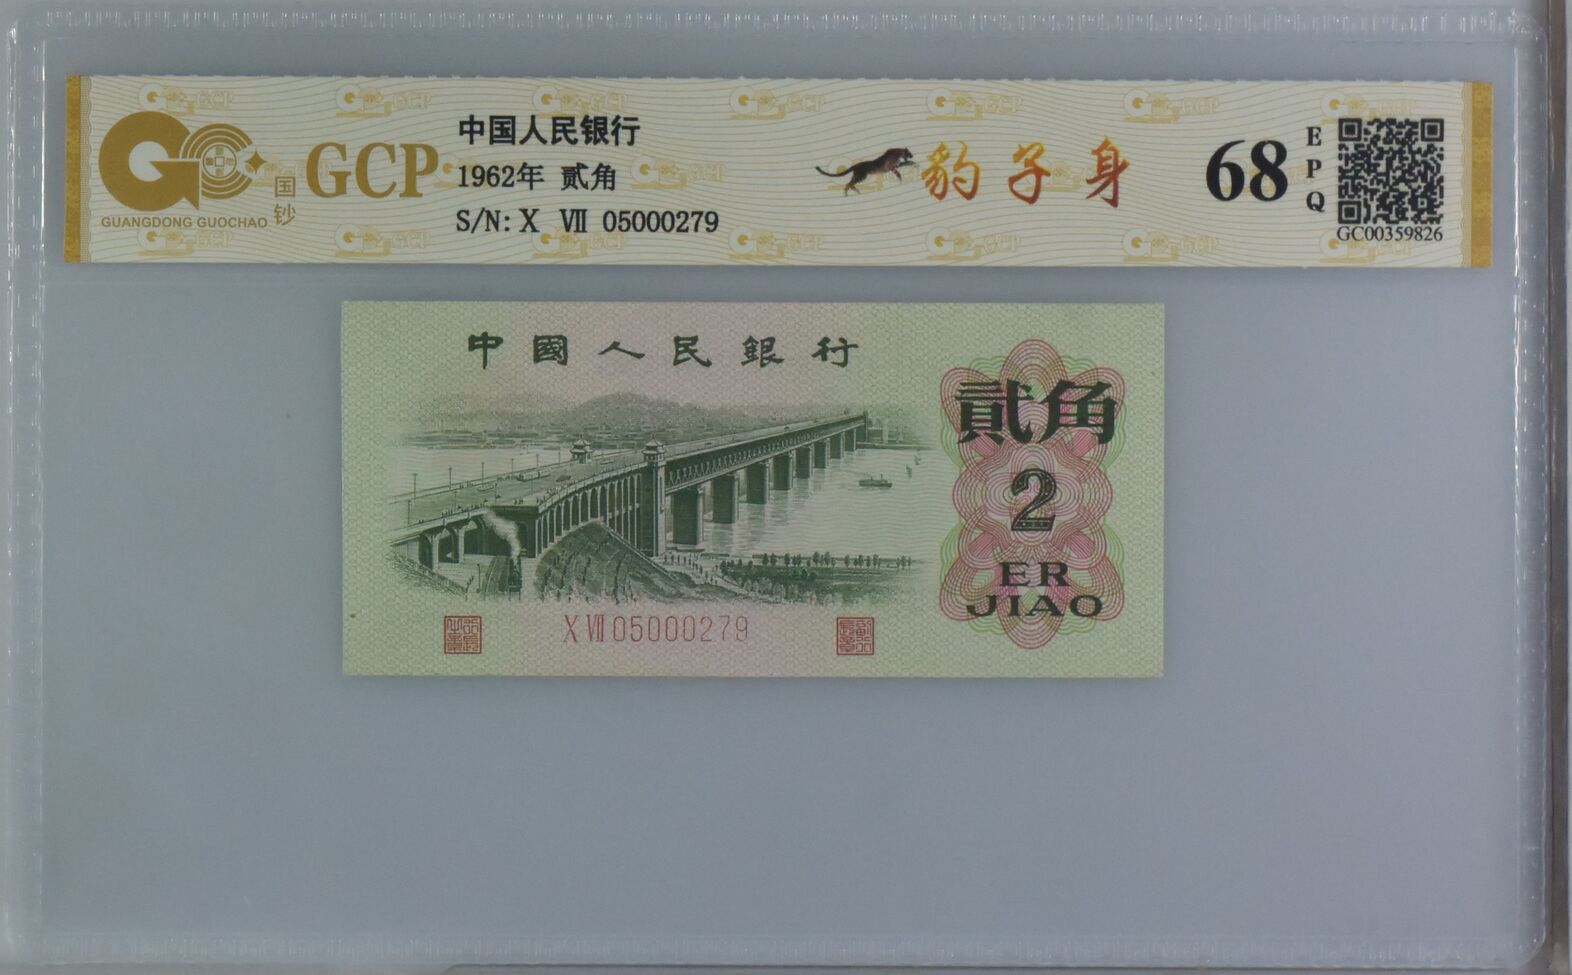 GUANGDONG GUOCHAO
国钞
GCP
中国人民银行
1962年 贰角
S/N: X Ⅶ 05000279
豹子身
68
EPQ
GC00359826
中國人民銀行
貳角
2
ER
JIAO
X Ⅶ 05000279